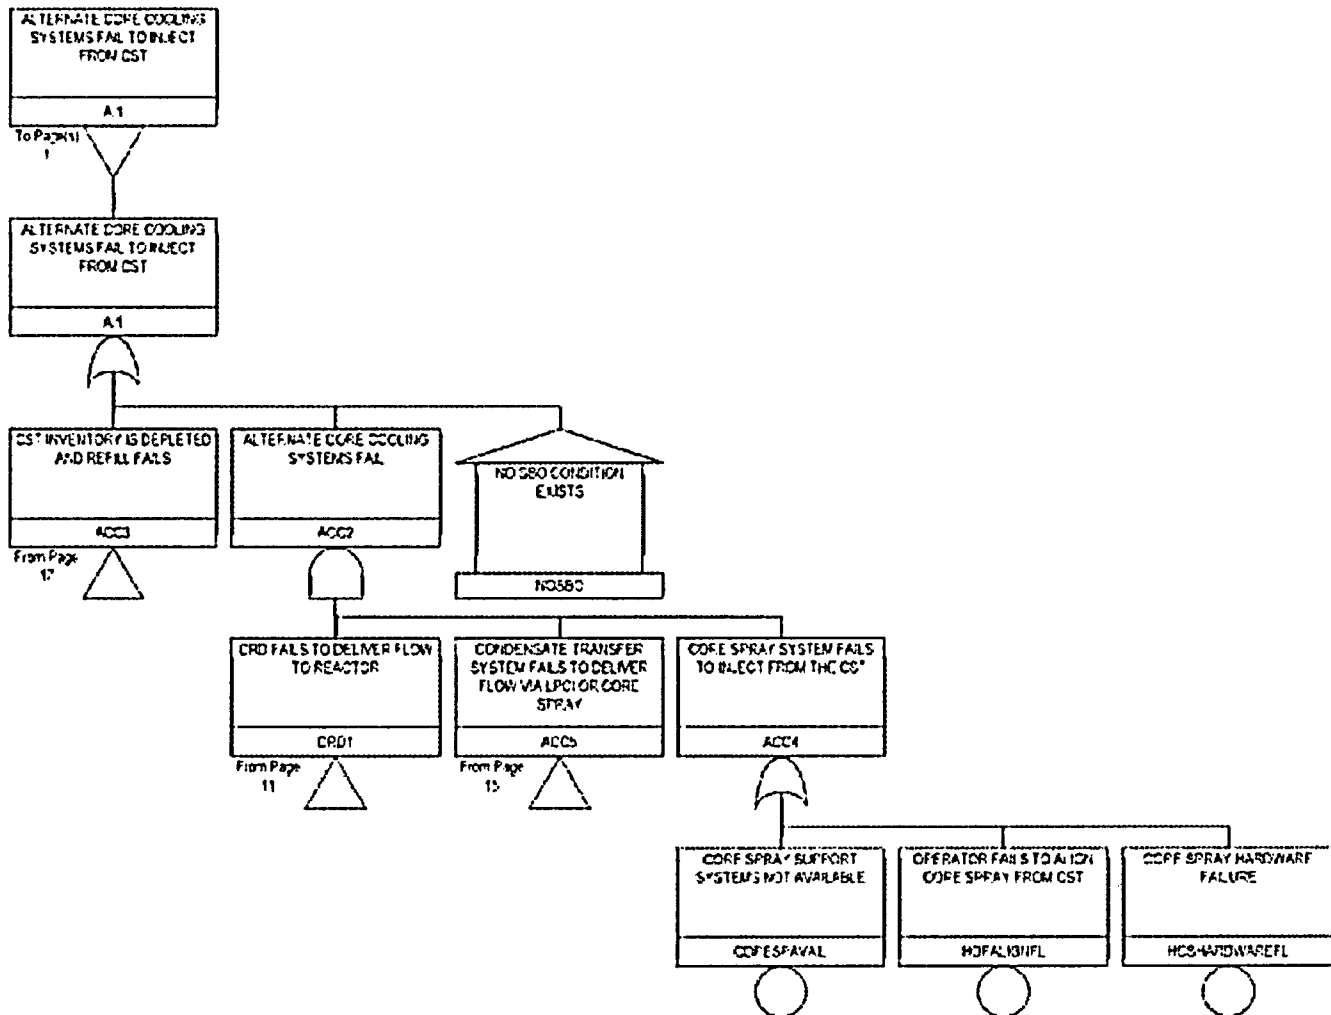 ALTERNATE CORE COOLING
SYSTEMS FAIL TO INJECT
FROM CST
A.1
To Page(s)
1
ALTERNATE CORE COOLING
SYSTEMS FAIL TO INJECT
FROM CST
A.1
CST INVENTORY IS DEPLETED
AND REFILL FAILS
ACC3
From Page
17
ALTERNATE CORE COOLING
SYSTEMS FAIL
ACC2
NO SBO CONDITION
EXISTS
NOSBO
CRD FAILS TO DELIVER FLOW
TO REACTOR
CRD1
From Page
11
CONDENSATE TRANSFER
SYSTEM FAILS TO DELIVER
FLOW VIA LPCI OR CORE
SPRAY
ACC5
From Page
15
CORE SPRAY SYSTEM FAILS
TO INJECT FROM THE CST
ACC4
CORE SPRAY SUPPORT
SYSTEMS NOT AVAILABLE
CORESPAVAL
OPERATOR FAILS TO ALIGN
CORE SPRAY FROM CST
CORE SPRAY HARDWARE
FAILURE
HCSHARDWAREFL